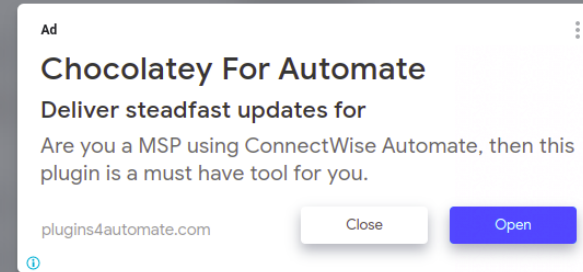 Ad
Chocolatey For Automate
Deliver steadfast updates for
Are you a MSP using ConnectWise Automate, then this
plugin is a must have tool for you.
plugins4automate.com
Close
Open